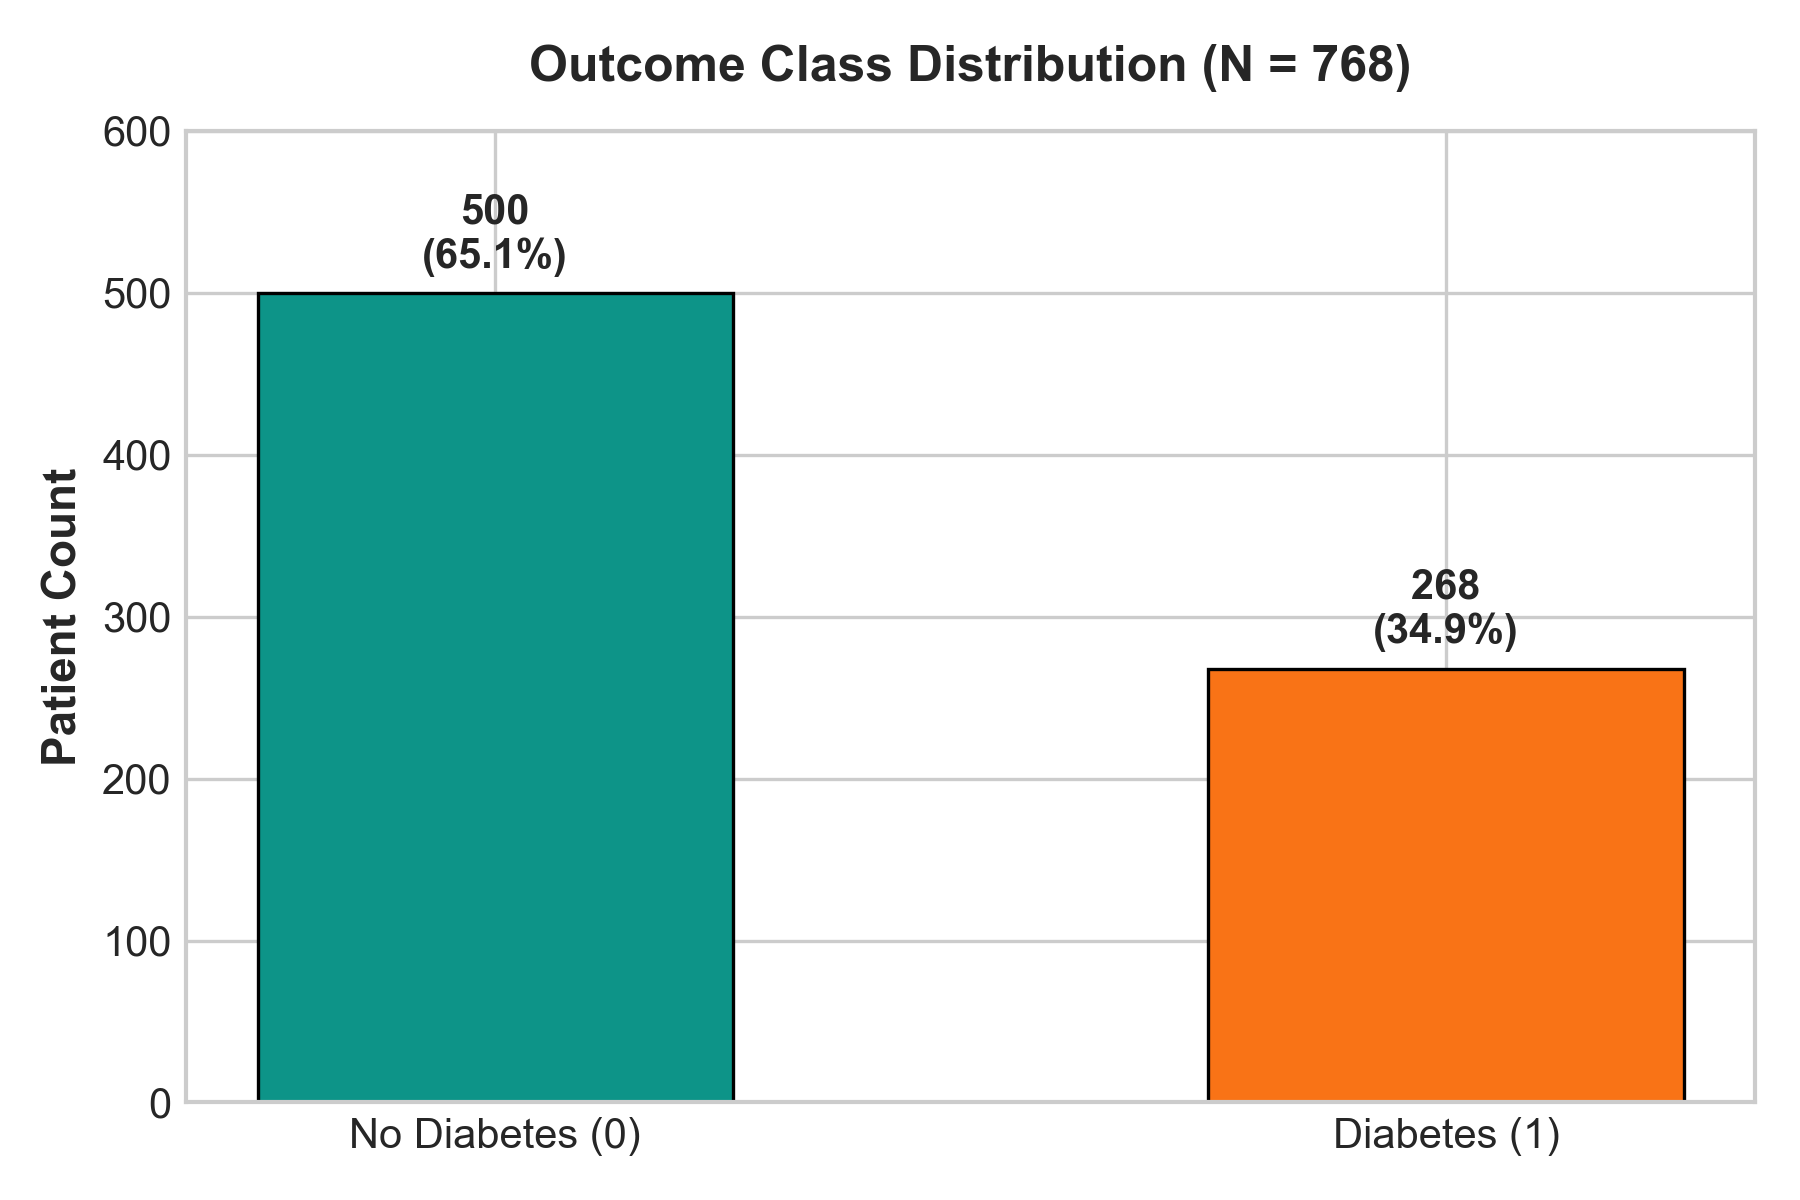 Outcome Class Distribution (N = 768)
Patient Count
600
500
400
300
200
100
0
500
(65.1%)
268
(34.9%)
No Diabetes (0)
Diabetes (1)